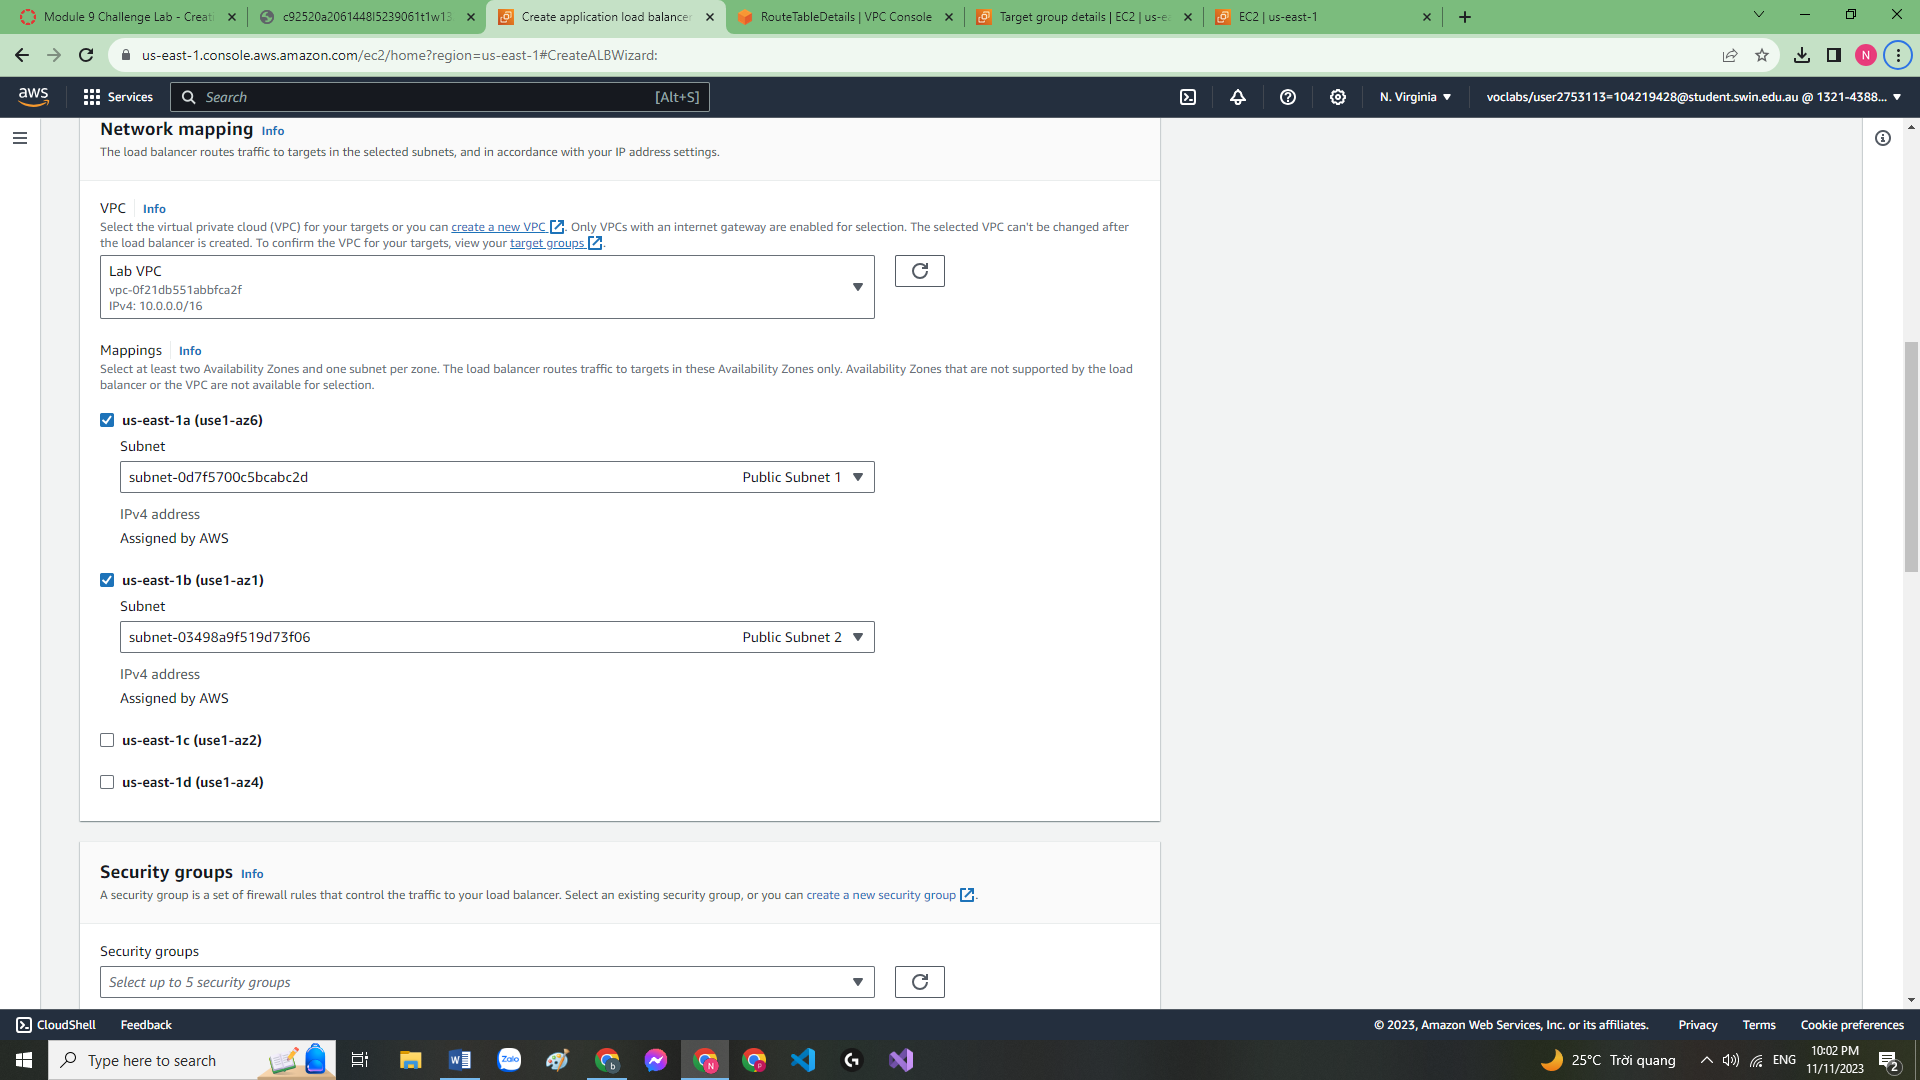 Module 9 Challenge Lab - Creati
c92520a2061448l5239061t1w13
Create application load balancer
RouteTableDetails | VPC Console
Target group details | EC2 | us-ea
EC2 | us-east-1
us-east-1.console.aws.amazon.com/ec2/home?region=us-east-1#CreateALBWizard:
N
aws
Services
Search
[Alt+S]
N. Virginia
voclabs/user2753113=104219428@student.swin.edu.au @ 1321-4388...
Network mapping Info
The load balancer routes traffic to targets in the selected subnets, and in accordance with your IP address settings.
VPC Info
Select the virtual private cloud (VPC) for your targets or you can create a new VPC. Only VPCs with an internet gateway are enabled for selection. The selected VPC can't be changed after
the load balancer is created. To confirm the VPC for your targets, view your target groups.
Lab VPC
vpc-0f21db551abbfca2f
IPv4: 10.0.0.0/16
Mappings Info
Select at least two Availability Zones and one subnet per zone. The load balancer routes traffic to targets in these Availability Zones only. Availability Zones that are not supported by the load
balancer or the VPC are not available for selection.
us-east-1a (use1-az6)
Subnet
subnet-0d7f5700c5bcabc2d Public Subnet 1
IPv4 address
Assigned by AWS
us-east-1b (use1-az1)
Subnet
subnet-03498a9f519d73f06 Public Subnet 2
IPv4 address
Assigned by AWS
us-east-1c (use1-az2)
us-east-1d (use1-az4)
Security groups Info
A security group is a set of firewall rules that control the traffic to your load balancer. Select an existing security group, or you can create a new security group.
Security groups
Select up to 5 security groups
CloudShell Feedback © 2023, Amazon Web Services, Inc. or its affiliates. Privacy Terms Cookie preferences
Type here to search
Zalo
25°C Trời quang
ENG
10:02 PM
11/11/2023
2